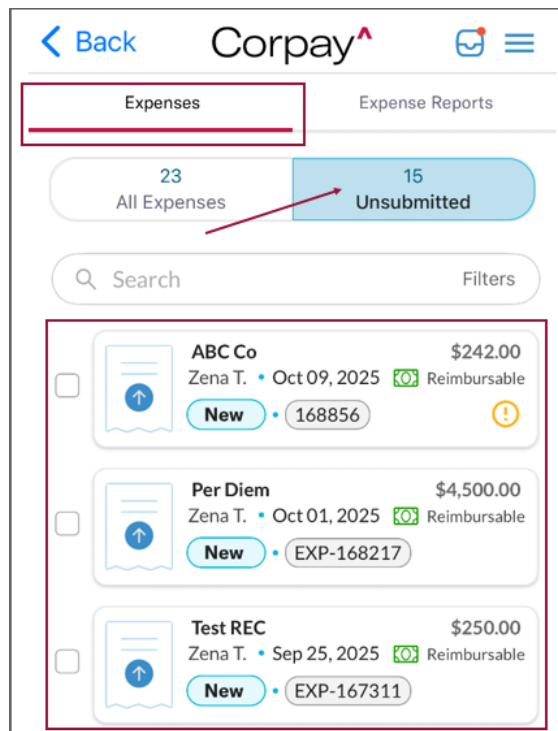 Back Corpay^
Expenses Expense Reports
23 15
All Expenses Unsubmitted
Search Filters
ABC Co $242.00
Zena T. • Oct 09, 2025 Reimbursable
New • 168856
Per Diem $4,500.00
Zena T. • Oct 01, 2025 Reimbursable
New • EXP-168217
Test REC $250.00
Zena T. • Sep 25, 2025 Reimbursable
New • EXP-167311